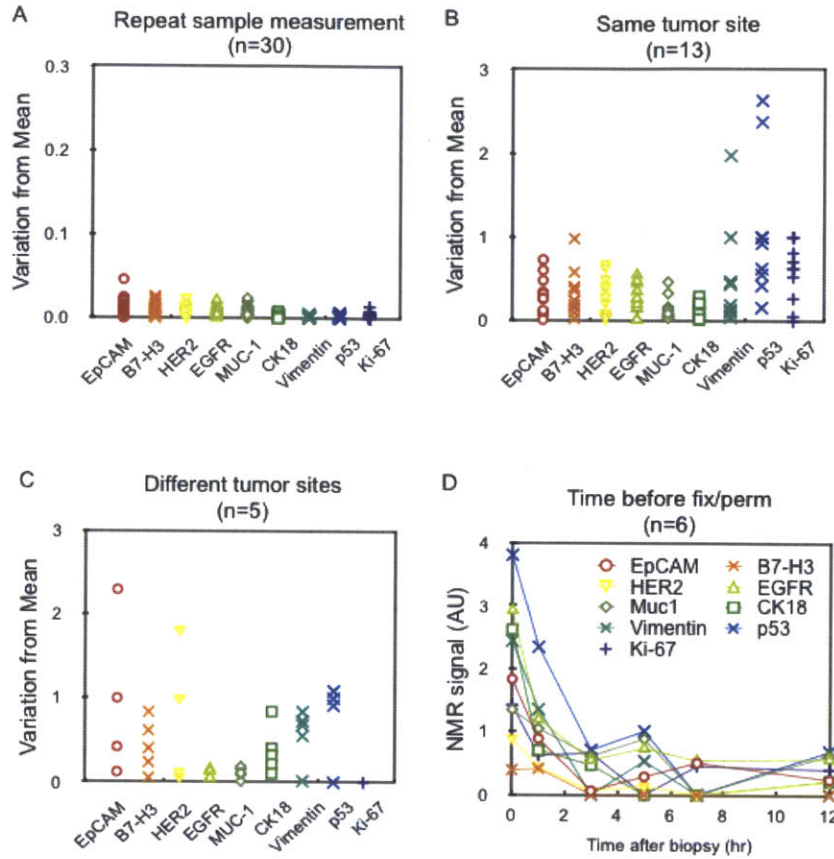 A
Repeat sample measurement
(n=30)
Variation from Mean
0.3
0.2
0.1
0.0
EpCAM
B7-H3
HER2
EGFR
MUC-1
CK18
Vimentin
p53
Ki-67
B
Same tumor site
(n=13)
Variation from Mean
3
2
1
0
EpCAM
B7-H3
HER2
EGFR
MUC-1
CK18
Vimentin
p53
Ki-67
C
Different tumor sites
(n=5)
Variation from Mean
3
2
1
0
EpCAM
B7-H3
HER2
EGFR
MUC-1
CK18
Vimentin
p53
Ki-67
D
Time before fix/perm
(n=6)
NMR signal (AU)
4
3
2
1
0
EpCAM
B7-H3
HER2
EGFR
Muc1
CK18
Vimentin
p53
Ki-67
0 2 4 6 8 10 12
Time after biopsy (hr)